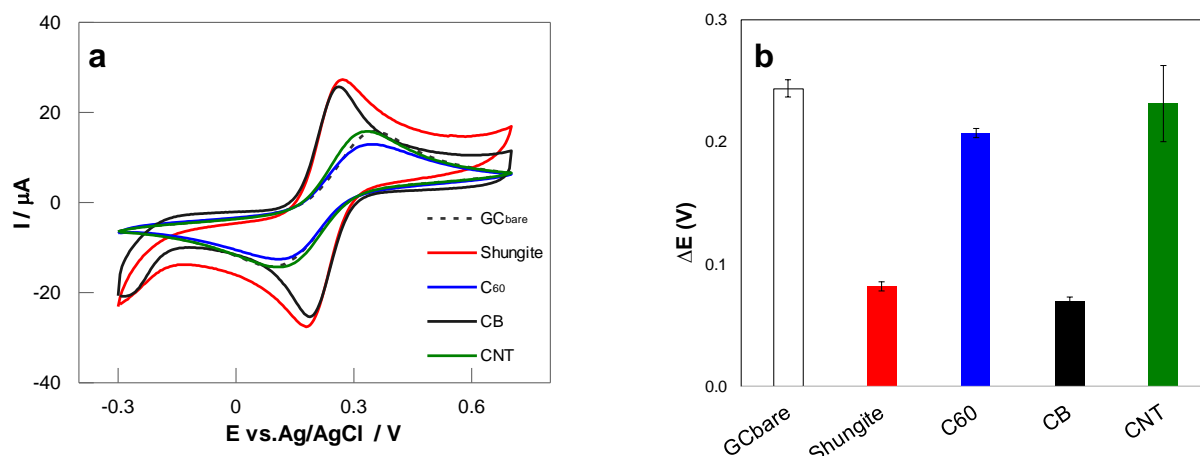 a
40
20
0
-20
-40
I / µA
-0.3
0
0.3
0.6
E vs.Ag/AgCl / V
GCbare
Shungite
C60
CB
CNT
b
0.3
0.2
0.1
0.0
ΔE (V)
GCbare
Shungite
C60
CB
CNT